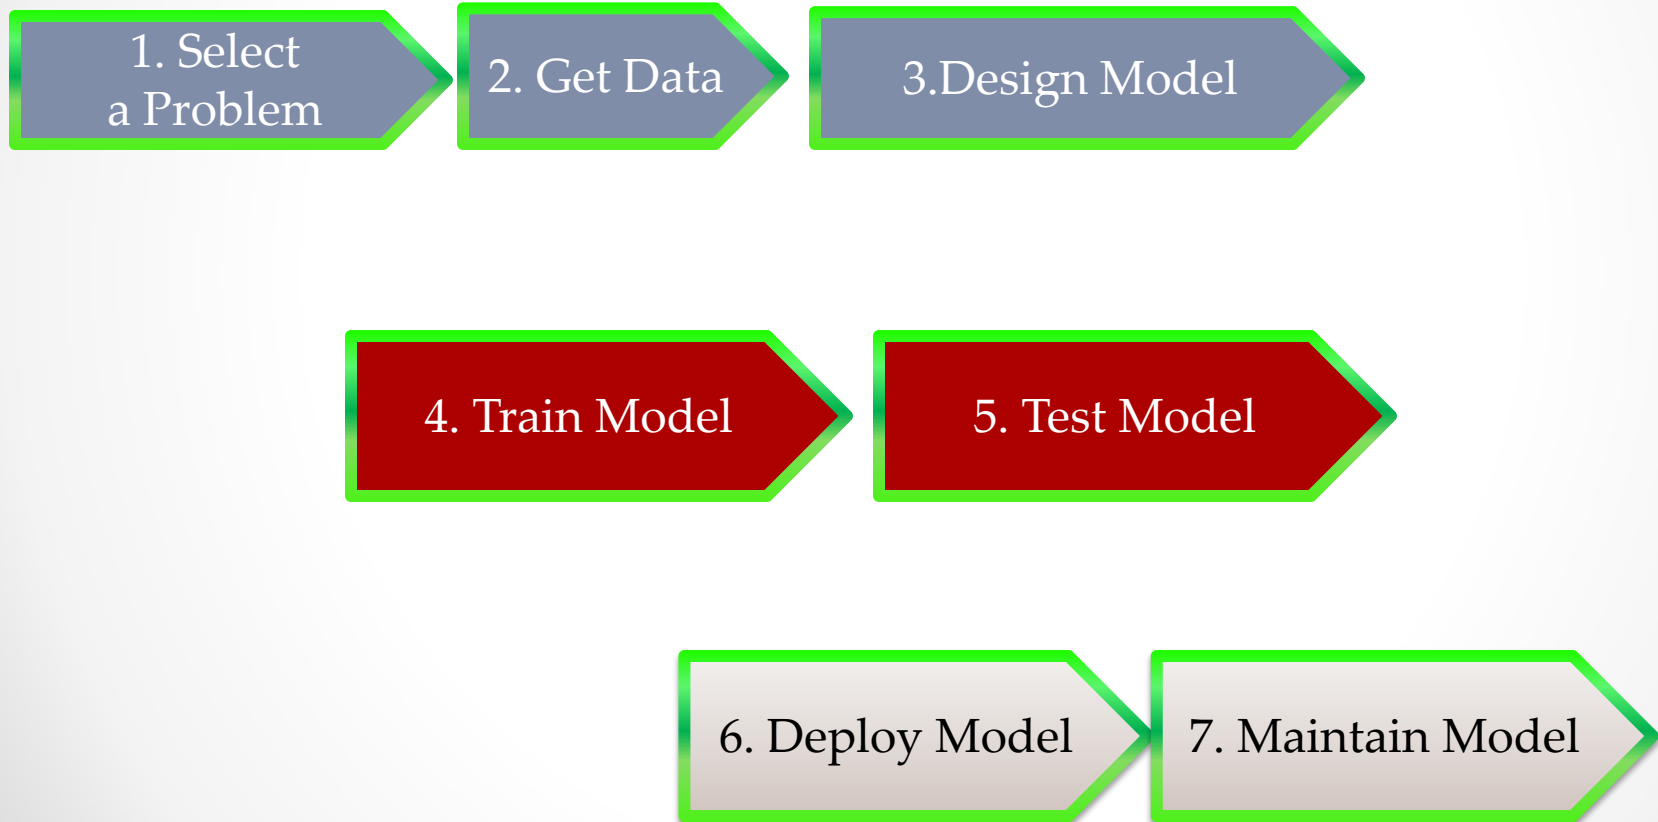 1. Select
a Problem
2. Get Data
3.Design Model
4. Train Model
5. Test Model
6. Deploy Model
7. Maintain Model